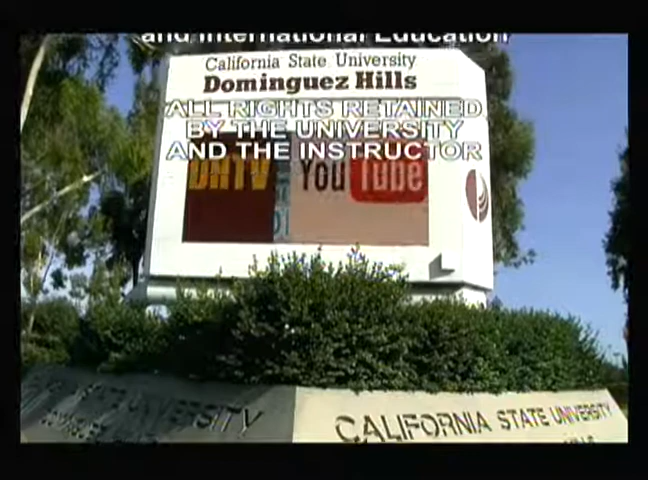 and International Education
California State University
Dominguez Hills
ALL RIGHTS RETAINED
BY THE UNIVERSITY
AND THE INSTRUCTOR
DHTV
YouTube
CALIFORNIA STATE UNIVERSITY